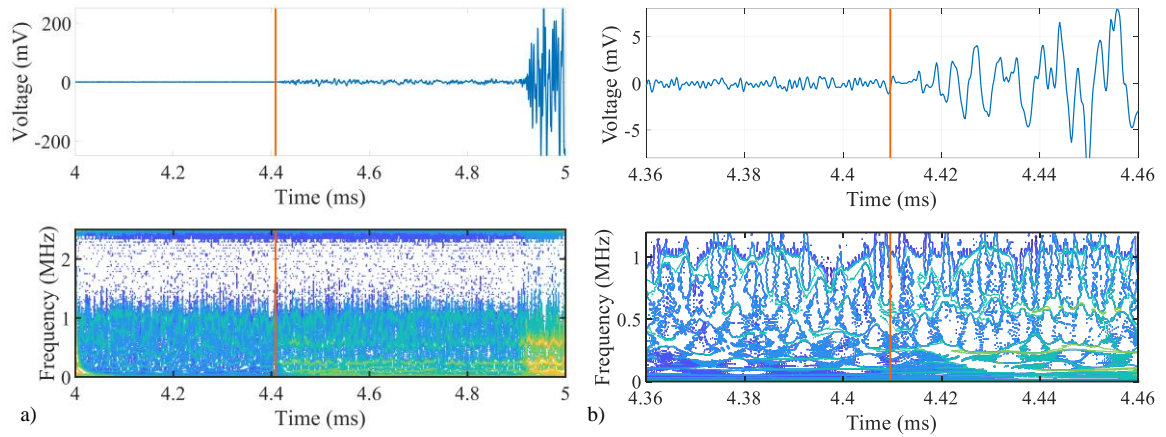 200
0
-200
Voltage (mV)
4 4.2 4.4 4.6 4.8 5
Time (ms)
5
0
-5
Voltage (mV)
4.36 4.38 4.4 4.42 4.44 4.46
Time (ms)
2
1
0
Frequency (MHz)
4 4.2 4.4 4.6 4.8 5
Time (ms)
a)
1
0.5
0
Frequency (MHz)
4.36 4.38 4.4 4.42 4.44 4.46
Time (ms)
b)